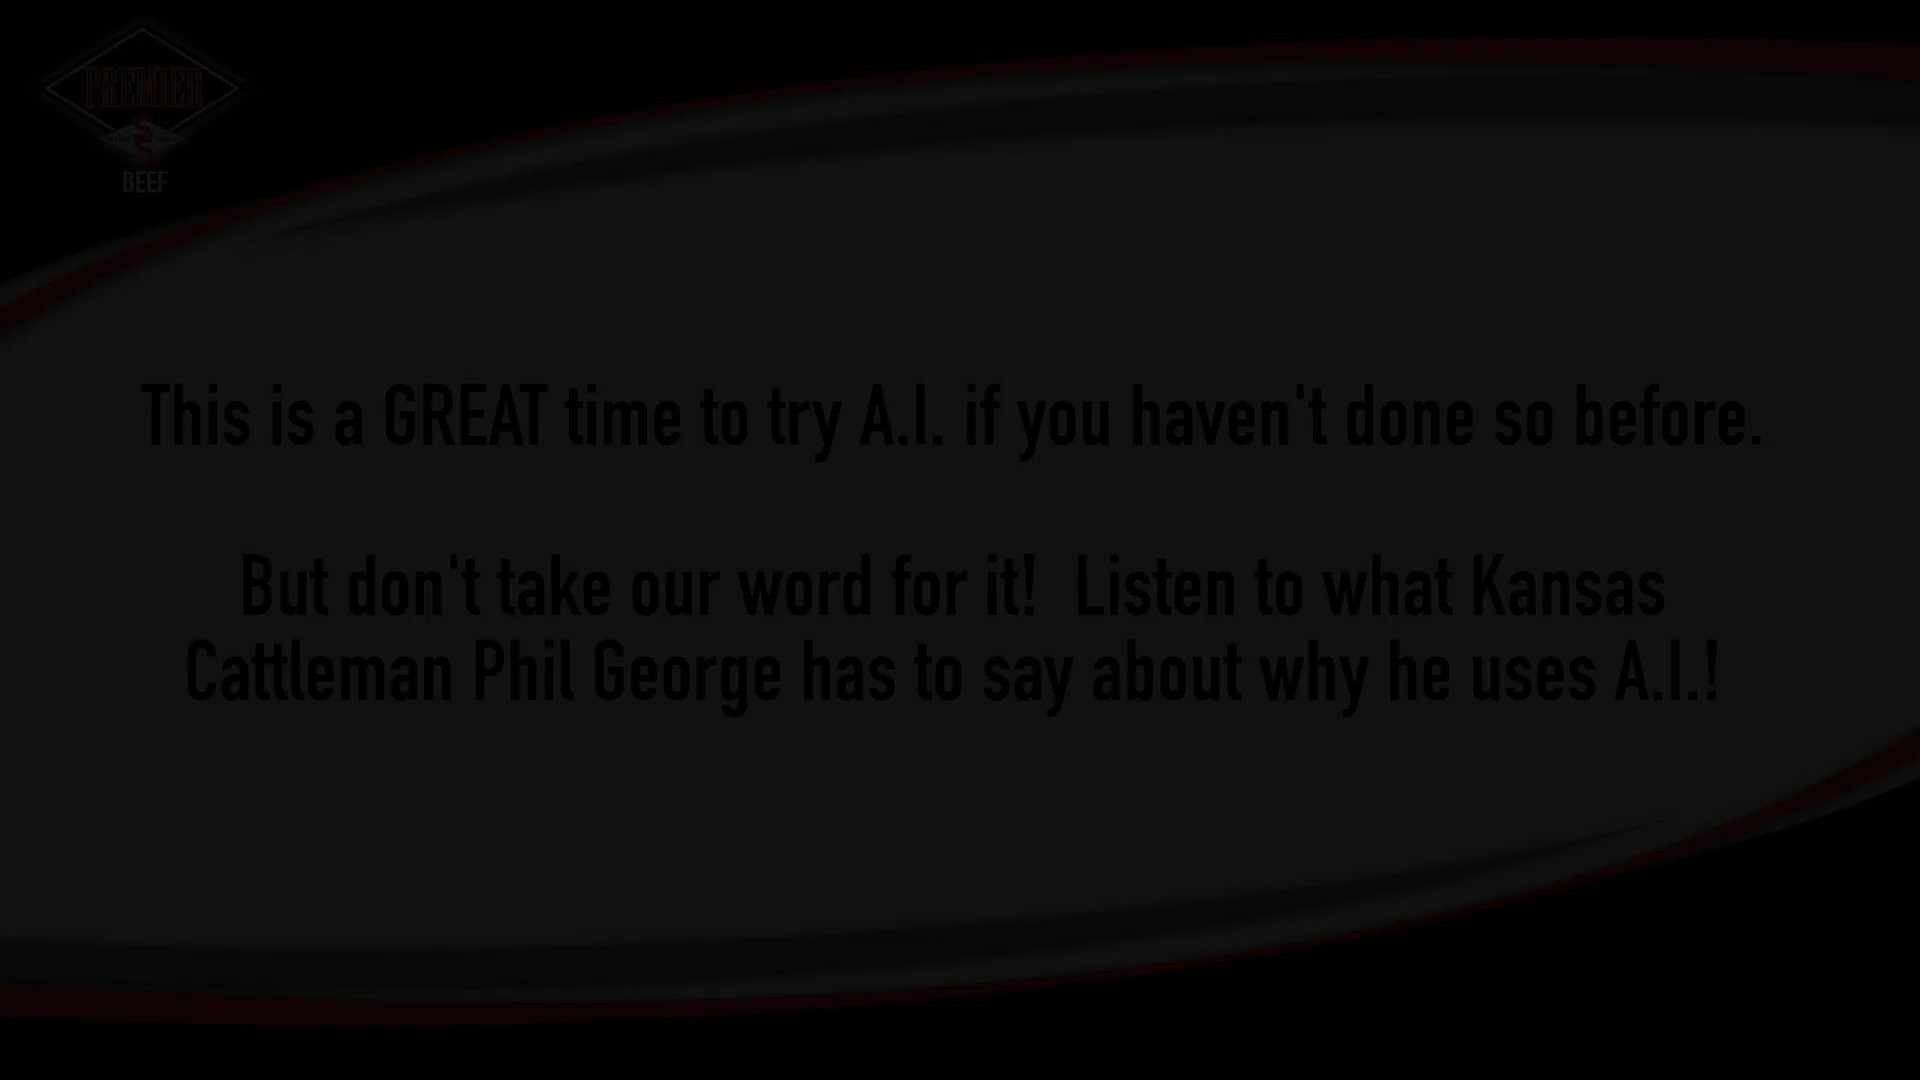 PREMIER
BEEF
This is a GREAT time to try A.I. if you haven't done so before.
But don't take our word for it!  Listen to what Kansas
Cattleman Phil George has to say about why he uses A.I.!